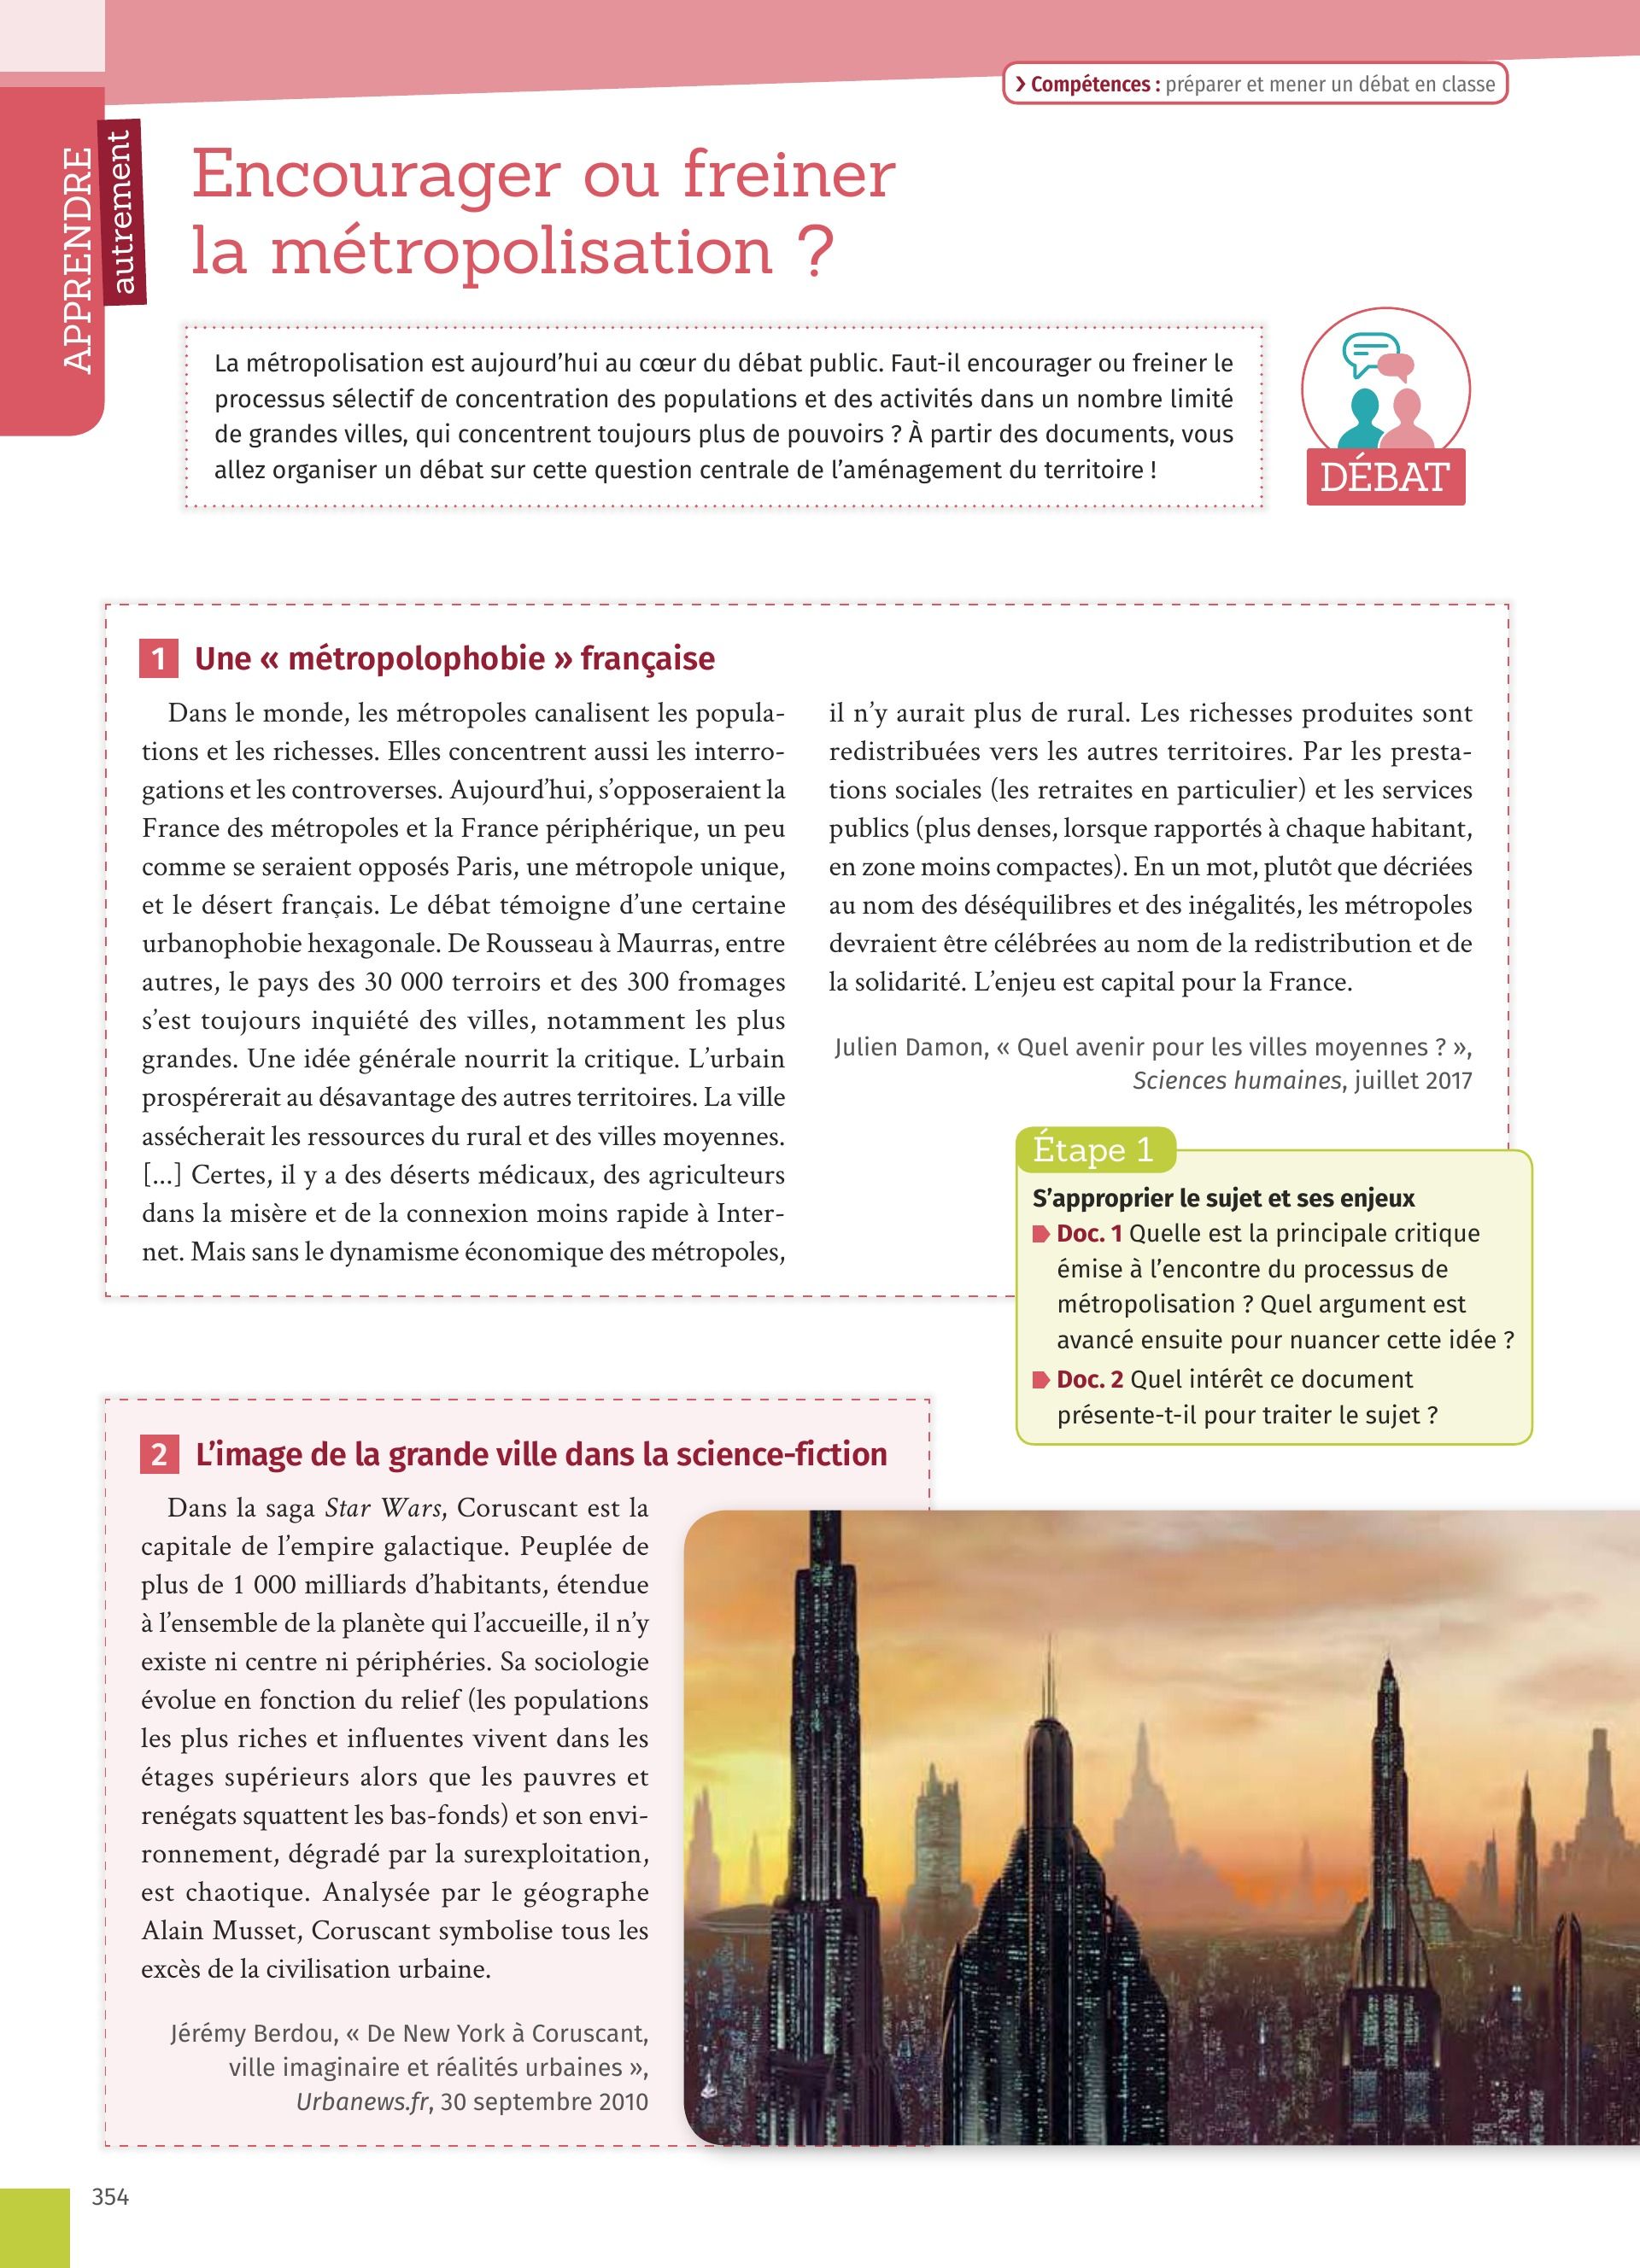 ❯ Compétences : préparer et mener un débat en classe
APPRENDRE
autrement
Encourager ou freiner
la métropolisation ?
La métropolisation est aujourd’hui au cœur du débat public. Faut-il encourager ou freiner le
processus sélectif de concentration des populations et des activités dans un nombre limité
de grandes villes, qui concentrent toujours plus de pouvoirs ? À partir des documents, vous
allez organiser un débat sur cette question centrale de l’aménagement du territoire !
DÉBAT
1 Une « métropolophobie » française
Dans le monde, les métropoles canalisent les popula-
tions et les richesses. Elles concentrent aussi les interro-
gations et les controverses. Aujourd’hui, s’opposeraient la
France des métropoles et la France périphérique, un peu
comme se seraient opposés Paris, une métropole unique,
et le désert français. Le débat témoigne d’une certaine
urbanophobie hexagonale. De Rousseau à Maurras, entre
autres, le pays des 30 000 terroirs et des 300 fromages
s’est toujours inquiété des villes, notamment les plus
grandes. Une idée générale nourrit la critique. L’urbain
prospérerait au désavantage des autres territoires. La ville
assécherait les ressources du rural et des villes moyennes.
[...] Certes, il y a des déserts médicaux, des agriculteurs
dans la misère et de la connexion moins rapide à Inter-
net. Mais sans le dynamisme économique des métropoles,
il n’y aurait plus de rural. Les richesses produites sont
redistribuées vers les autres territoires. Par les presta-
tions sociales (les retraites en particulier) et les services
publics (plus denses, lorsque rapportés à chaque habitant,
en zone moins compactes). En un mot, plutôt que décriées
au nom des déséquilibres et des inégalités, les métropoles
devraient être célébrées au nom de la redistribution et de
la solidarité. L’enjeu est capital pour la France.
Julien Damon, « Quel avenir pour les villes moyennes ? »,
Sciences humaines, juillet 2017
Étape 1
S’approprier le sujet et ses enjeux
Doc. 1 Quelle est la principale critique
émise à l’encontre du processus de
métropolisation ? Quel argument est
avancé ensuite pour nuancer cette idée ?
Doc. 2 Quel intérêt ce document
présente-t-il pour traiter le sujet ?
2 L’image de la grande ville dans la science-fiction
Dans la saga Star Wars, Coruscant est la
capitale de l’empire galactique. Peuplée de
plus de 1 000 milliards d’habitants, étendue
à l’ensemble de la planète qui l’accueille, il n’y
existe ni centre ni périphéries. Sa sociologie
évolue en fonction du relief (les populations
les plus riches et influentes vivent dans les
étages supérieurs alors que les pauvres et
renégats squattent les bas-fonds) et son envi-
ronnement, dégradé par la surexploitation,
est chaotique. Analysée par le géographe
Alain Musset, Coruscant symbolise tous les
excès de la civilisation urbaine.
Jérémy Berdou, « De New York à Coruscant,
ville imaginaire et réalités urbaines »,
Urbanews.fr, 30 septembre 2010
354